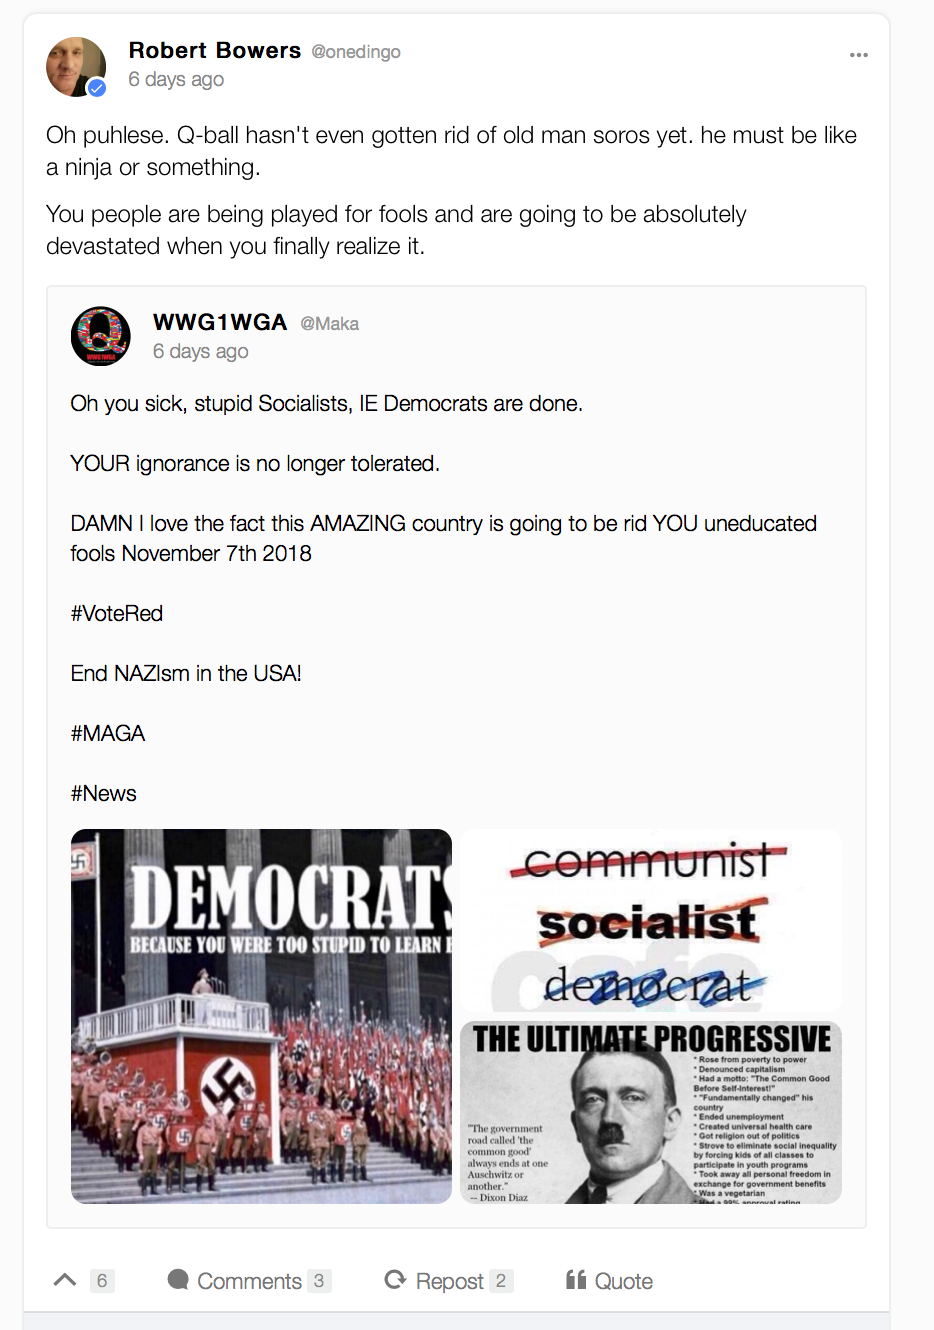 Robert Bowers @onedingo
6 days ago
Oh puhlese. Q-ball hasn't even gotten rid of old man soros yet. he must be like
a ninja or something.
You people are being played for fools and are going to be absolutely
devastated when you finally realize it.
Q
WWG1WGA
WWG1WGA @Maka
6 days ago
Oh you sick, stupid Socialists, IE Democrats are done.
YOUR ignorance is no longer tolerated.
DAMN I love the fact this AMAZING country is going to be rid YOU uneducated
fools November 7th 2018
#VoteRed
End NAZIsm in the USA!
#MAGA
#News
DEMOCRATS
BECAUSE YOU WERE TOO STUPID TO LEARN
communist
socialist
democrat
THE ULTIMATE PROGRESSIVE
* Rose from poverty to power
* Denounced capitalism
* Had a motto: "The Common Good
Before Self-Interest!"
* "Fundamentally changed" his
country
* Ended unemployment
* Created universal health care
* Got religion out of politics
* Strove to eliminate social inequality
by forcing kids of all classes to
participate in youth programs
* Took away all personal freedom in
exchange for government benefits
* Was a vegetarian
* Had a 99% approval rating
"The government
road called 'the
common good'
always ends at one
Auschwitz or
another."
-- Dixon Diaz
6
Comments 3
Repost 2
Quote